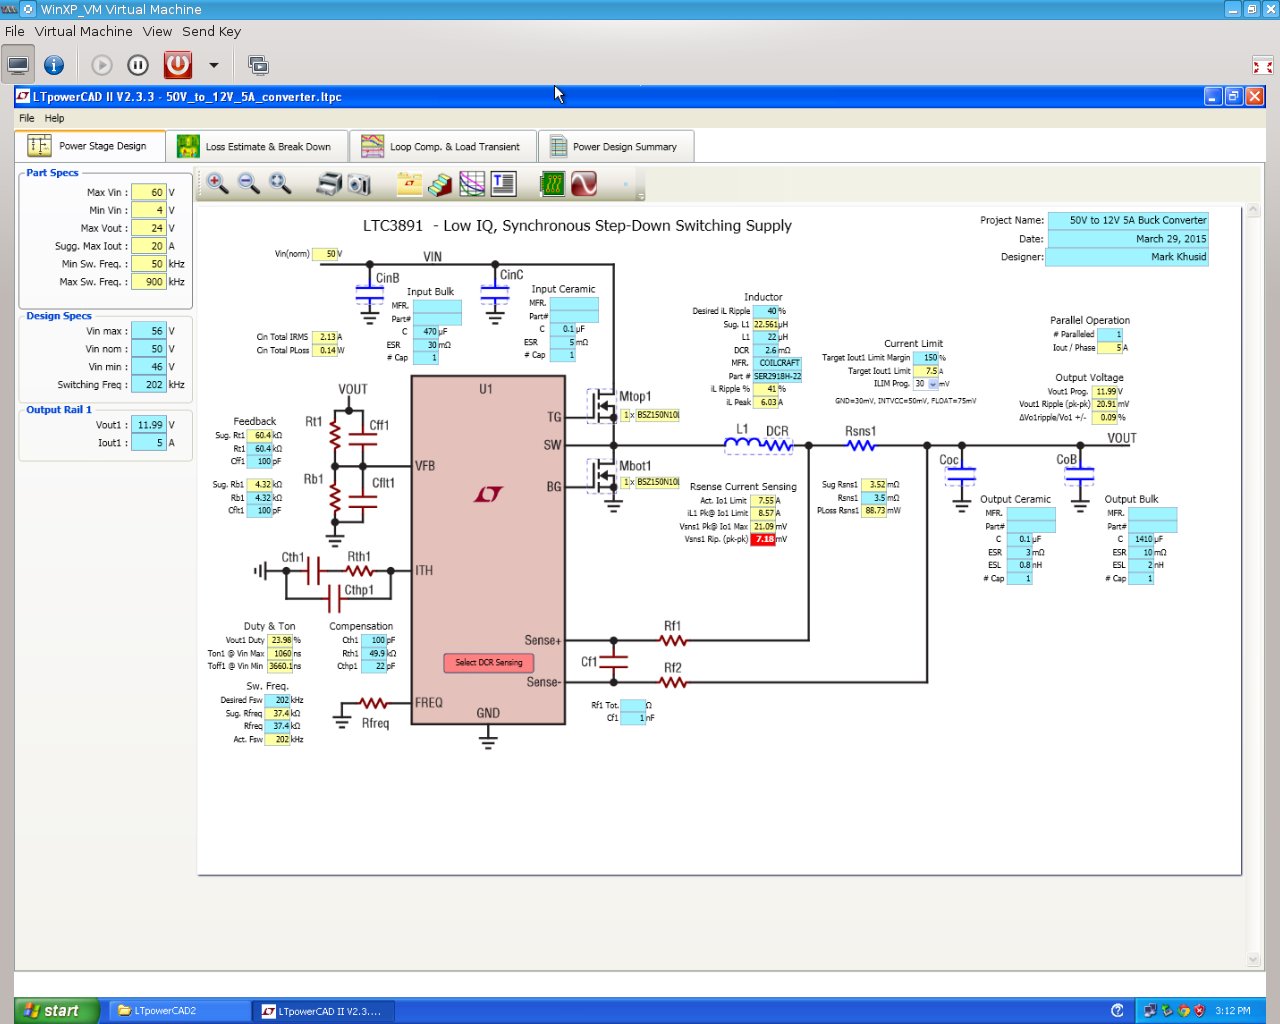 WinXP_VM Virtual Machine
File Virtual Machine View Send Key
LTpowerCAD II V2.3.3 - 50V_to_12V_5A_converter.ltpc
File Help
Power Stage Design
Loss Estimate & Break Down
Loop Comp. & Load Transient
Power Design Summary
Part Specs
Max Vin : 60 V
Min Vin : 4 V
Max Vout : 24 V
Sugg. Max Iout : 20 A
Min Sw. Freq. : 50 kHz
Max Sw. Freq. : 900 kHz
Design Specs
Vin max : 56 V
Vin nom : 50 V
Vin min : 46 V
Switching Freq : 202 kHz
Output Rail 1
Vout1 : 11.99 V
Iout1 : 5 A
LTC3891 - Low IQ, Synchronous Step-Down Switching Supply
Project Name: 50V to 12V 5A Buck Converter
Date: March 29, 2015
Designer: Mark Khusid
Vin(norm) 50 V
VIN
CinB
CinC
Input Bulk
MFR.
Part#
C 470 µF
ESR 30 mΩ
# Cap 1
Input Ceramic
MFR.
Part#
C 0.1 µF
ESR 5 mΩ
# Cap 1
Cin Total IRMS 2.13 A
Cin Total PLoss 0.14 W
Inductor
Desired iL Ripple 40 %
Sug. L1 22.561 µH
L1 22 µH
DCR 2.6 mΩ
MFR. COILCRAFT
Part # SER2918H-22
iL Ripple % 41 %
iL Peak 6.03 A
Current Limit
Target Iout1 Limit Margin 150 %
Target Iout1 Limit 7.5 A
ILIM Prog. 30 mV
GND=30mV, INTVCC=50mV, FLOAT=75mV
Parallel Operation
# Paralleled 1
Iout / Phase 5 A
Output Voltage
Vout1 Prog. 11.99 V
Vout1 Ripple (pk-pk) 20.91 mV
ΔVo1ripple/Vo1 +/- 0.09 %
VOUT
U1
TG
SW
BG
VFB
ITH
FREQ
GND
Sense+
Sense-
Select DCR Sensing
Mtop1
1 x BSZ150N10L
Mbot1
1 x BSZ150N10L
L1 DCR
Rsns1
VOUT
Coc
CoB
Feedback
Sug. Rt1 60.4 kΩ
Rt1 60.4 kΩ
Cff1 100 pF
Sug. Rb1 4.32 kΩ
Rb1 4.32 kΩ
Cflt1 100 pF
Rt1
Cff1
Rb1
Cflt1
Rsense Current Sensing
Act. Io1 Limit 7.55 A
iL1 Pk@ Io1 Limit 8.57 A
Vsns1 Pk@ Io1 Max 21.09 mV
Vsns1 Rip. (pk-pk) 7.18 mV
Sug Rsns1 3.52 mΩ
Rsns1 3.5 mΩ
PLoss Rsns1 88.73 mW
Output Ceramic
MFR.
Part#
C 0.1 µF
ESR 3 mΩ
ESL 0.8 nH
# Cap 1
Output Bulk
MFR.
Part#
C 1410 µF
ESR 10 mΩ
ESL 2 nH
# Cap 1
Cth1
Rth1
Cthp1
Duty & Ton
Vout1 Duty 23.98 %
Ton1 @ Vin Max 1060 ns
Toff1 @ Vin Min 3660.1 ns
Compensation
Cth1 100 pF
Rth1 49.9 kΩ
Cthp1 22 pF
Sw. Freq.
Desired Fsw 202 kHz
Sug. Rfreq 37.4 kΩ
Rfreq 37.4 kΩ
Act. Fsw 202 kHz
Rfreq
Rf1
Cf1
Rf2
Rf1 Tot. Ω
Cf1 1 nF
start
LTpowerCAD2
LTpowerCAD II V2.3....
3:12 PM